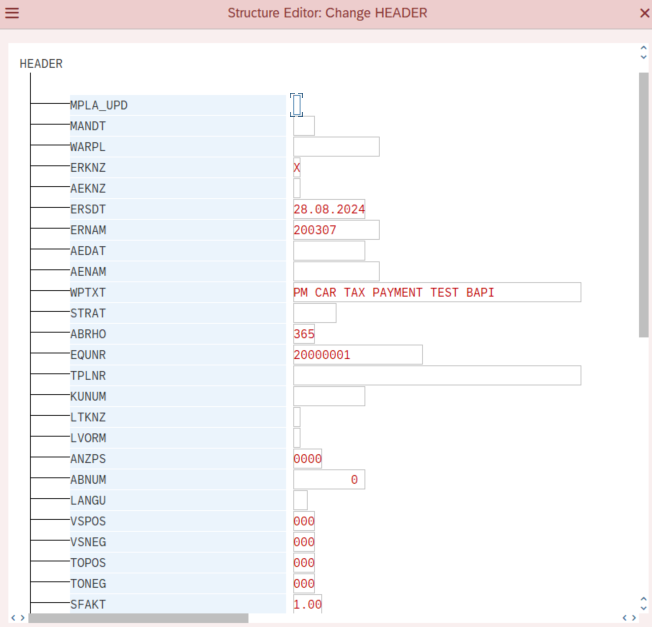 Structure Editor: Change HEADER
HEADER
MPLA_UPD
MANDT
WARPL
ERKNZ X
AEKNZ
ERSDT 28.08.2024
ERNAM 200307
AEDAT
AENAM
WPTXT PM CAR TAX PAYMENT TEST BAPI
STRAT
ABRHO 365
EQUNR 20000001
TPLNR
KUNUM
LTKNZ
LVORM
ANZPS 0000
ABNUM 0
LANGU
VSPOS 000
VSNEG 000
TOPOS 000
TONEG 000
SFAKT 1.00